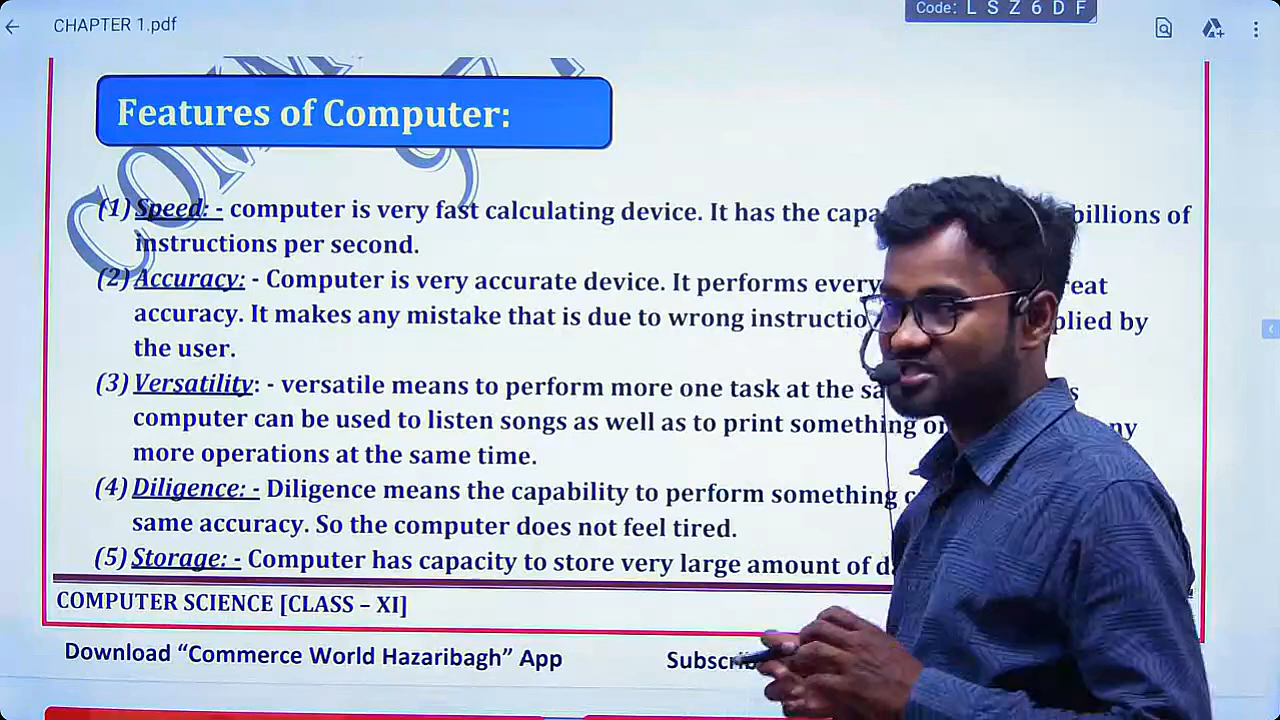 Code: L S Z 6 D F
CHAPTER 1.pdf
Features of Computer:
(1) Speed: - computer is very fast calculating device. It has the billions of
instructions per second.
(2) Accuracy: - Computer is very accurate device. It performs every
accuracy. It makes any mistake that is due to wrong by
the user.
(3) Versatility: - versatile means to perform more one task at the
computer can be used to listen songs as well as to print something
more operations at the same time.
(4) Diligence: - Diligence means the capability to perform something
same accuracy. So the computer does not feel tired.
(5) Storage: - Computer has capacity to store very large amount of
COMPUTER SCIENCE [CLASS – XI]
Download “Commerce World Hazaribagh” App